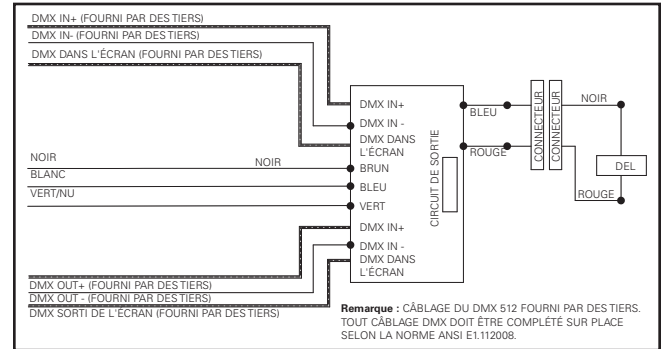 DMX IN+ (FOURNI PAR DES TIERS)
DMX IN- (FOURNI PAR DES TIERS)
DMX DANS L'ÉCRAN (FOURNI PAR DES TIERS)
DMX IN+
DMX IN -
DMX DANS
L'ÉCRAN
NOIR
NOIR
BRUN
BLANC
BLEU
VERT/NU
VERT
DMX IN+
DMX IN -
DMX DANS
L'ÉCRAN
DMX OUT+ (FOURNI PAR DES TIERS)
DMX OUT - (FOURNI PAR DES TIERS)
DMX SORTI DE L'ÉCRAN (FOURNI PAR DES TIERS)
CIRCUIT DE SORTIE
BLEU
ROUGE
CONNECTEUR
CONNECTEUR
NOIR
DEL
ROUGE
Remarque : CÂBLAGE DU DMX 512 FOURNI PAR DES TIERS.
TOUT CÂBLAGE DMX DOIT ÊTRE COMPLÉTÉ SUR PLACE
SELON LA NORME ANSI E1.112008.